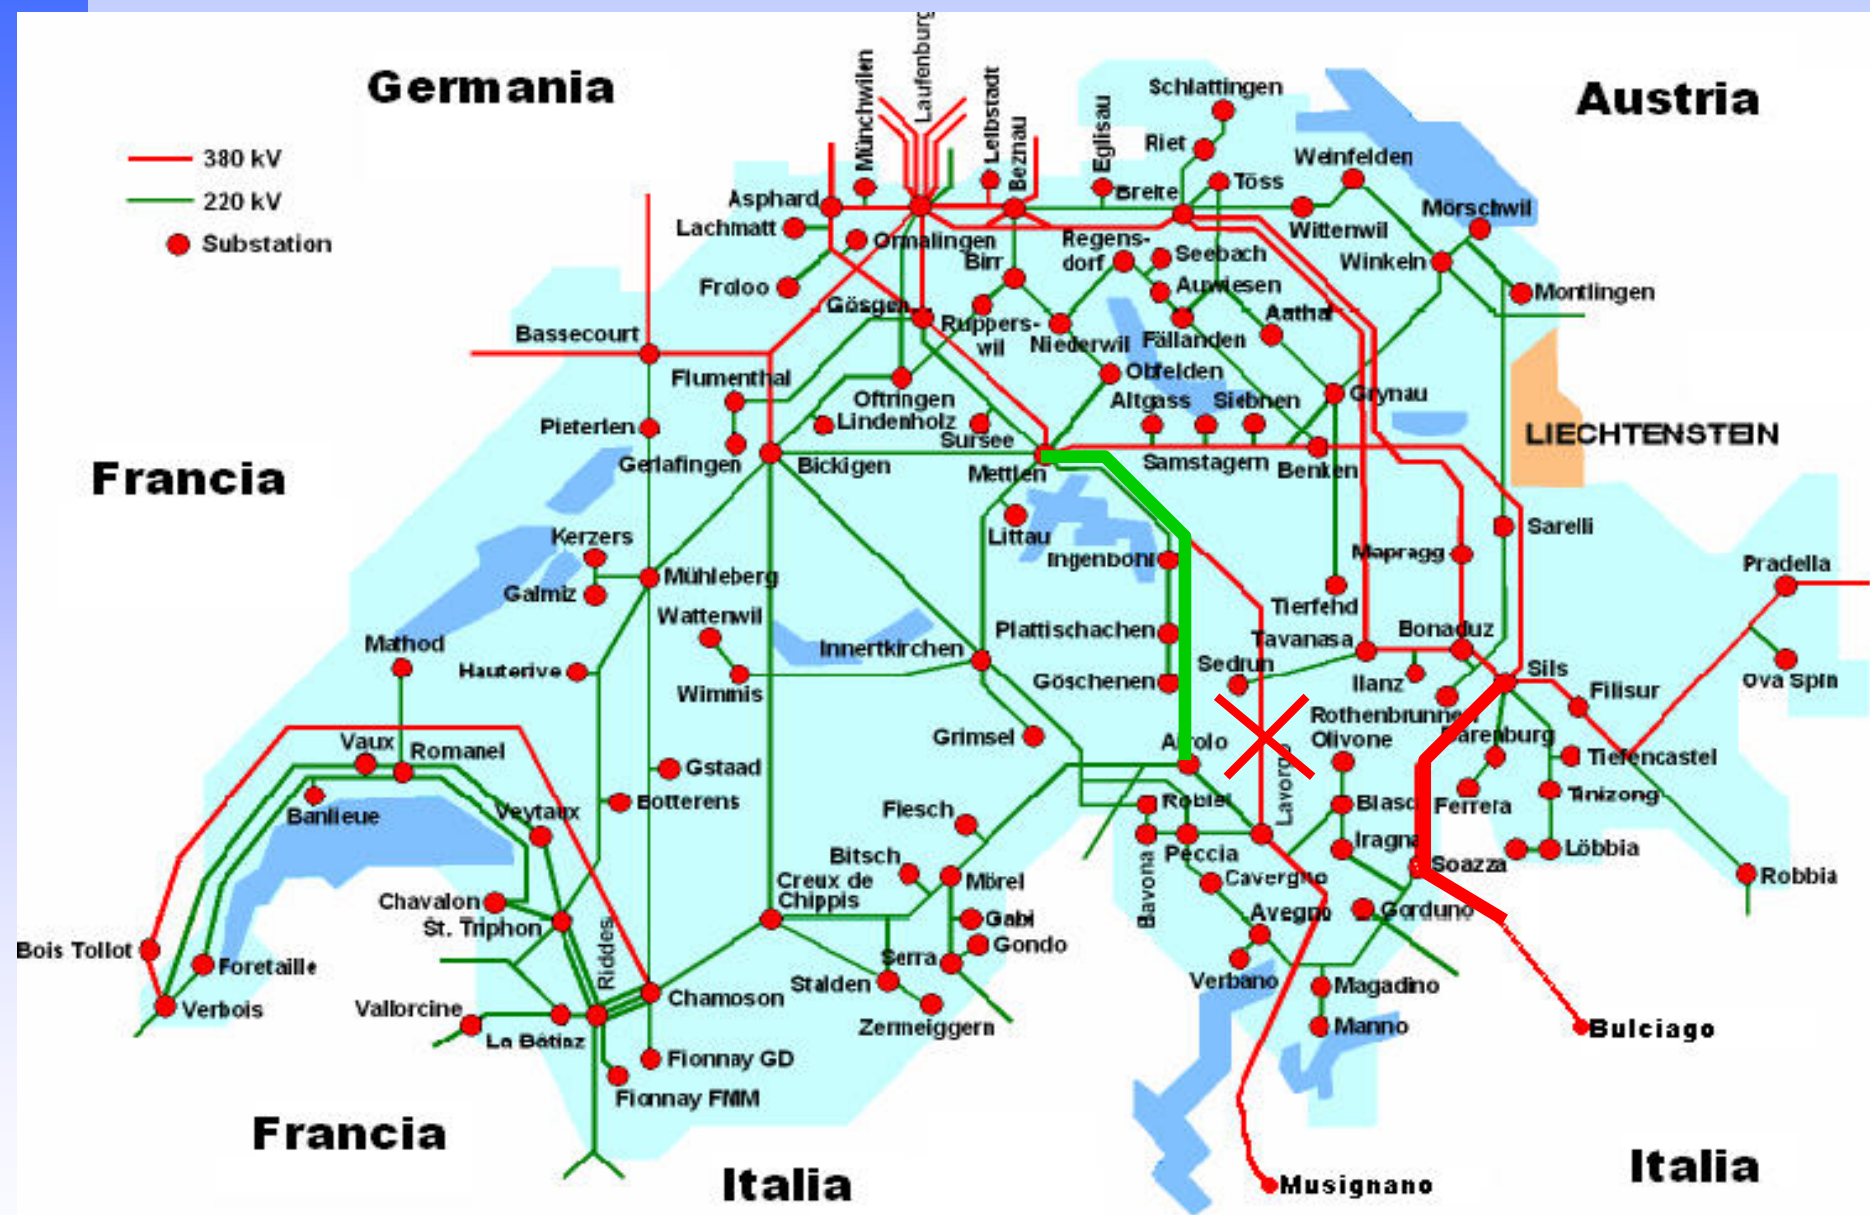 Germania
Austria
Francia
Francia
Italia
Italia
LIECHTENSTEIN
380 kV
220 kV
Substation
Münchwilen
Laufenburg
Leibstadt
Beznau
Eglisau
Schlattingen
Riet
Weinfelden
Asphard
Breite
Töss
Mörschwil
Lachmatt
Ormalingen
Regens-
dorf
Seebach
Wittenwil
Winkeln
Birr
Froloo
Auwiesen
Montlingen
Gösgen
Ruppers-
wil
Aathal
Bassecourt
Niederwil
Fällanden
Flumenthal
Obfelden
Oftringen
Altgass
Siebnen
Grynau
Pieterlen
Lindenholz
Sursee
Gerlafingen
Bickigen
Mettlen
Samstagern
Benken
Kerzers
Littau
Sarelli
Ingenbohl
Mapragg
Pradella
Galmiz
Mühleberg
Wattenwil
Tierfehd
Mathod
Plattischachen
Tavanasa
Bonaduz
Innertkirchen
Sedrun
Hauterive
Wimmis
Göschenen
Ilanz
Sils
Filisur
Ova Spin
Rothenbrunnen
Grimsel
Olivone
Bärenburg
Vaux
Romanel
Airolo
Tiefencastel
Gstaad
Lavorgo
Botterens
Robiei
Biasca
Ferrera
Tinizong
Banlieue
Veytaux
Fiesch
Iragna
Peccia
Löbbia
Bitsch
Soazza
Robbia
Creux de
Chippis
Mörel
Cavergno
Chavalon
Bavona
Avegno
Gorduno
St. Triphon
Gabi
Riddes
Gondo
Bois Tollot
Foretaille
Serra
Verbano
Stalden
Magadino
Chamoson
Verbois
Vallorcine
La Bâtiaz
Zermeiggern
Manno
Bulciago
Fionnay GD
Fionnay FMM
Musignano